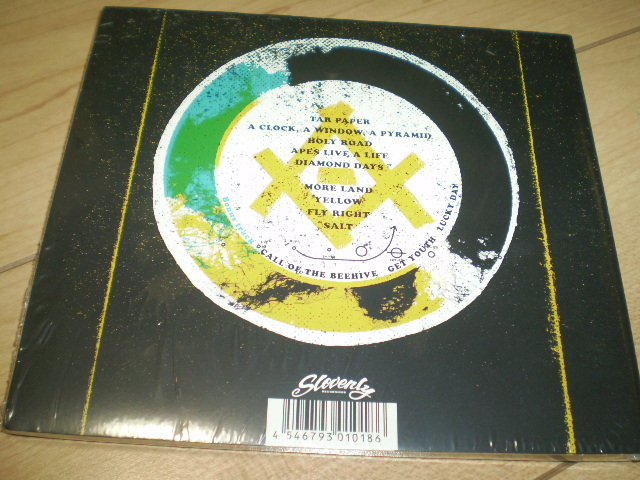 TAR PAPER
A CLOCK, A WINDOW, A PYRAMID
HOLY ROAD
APES LIVE A LIFE
DIAMOND DAYS
MORE LAND
YELLOW
FLY RIGHT
SALT
CALL OF THE BEEHIVE GET YOUTH LUCKY DAY
Slovenly
RECORDINGS
4 546793 010186